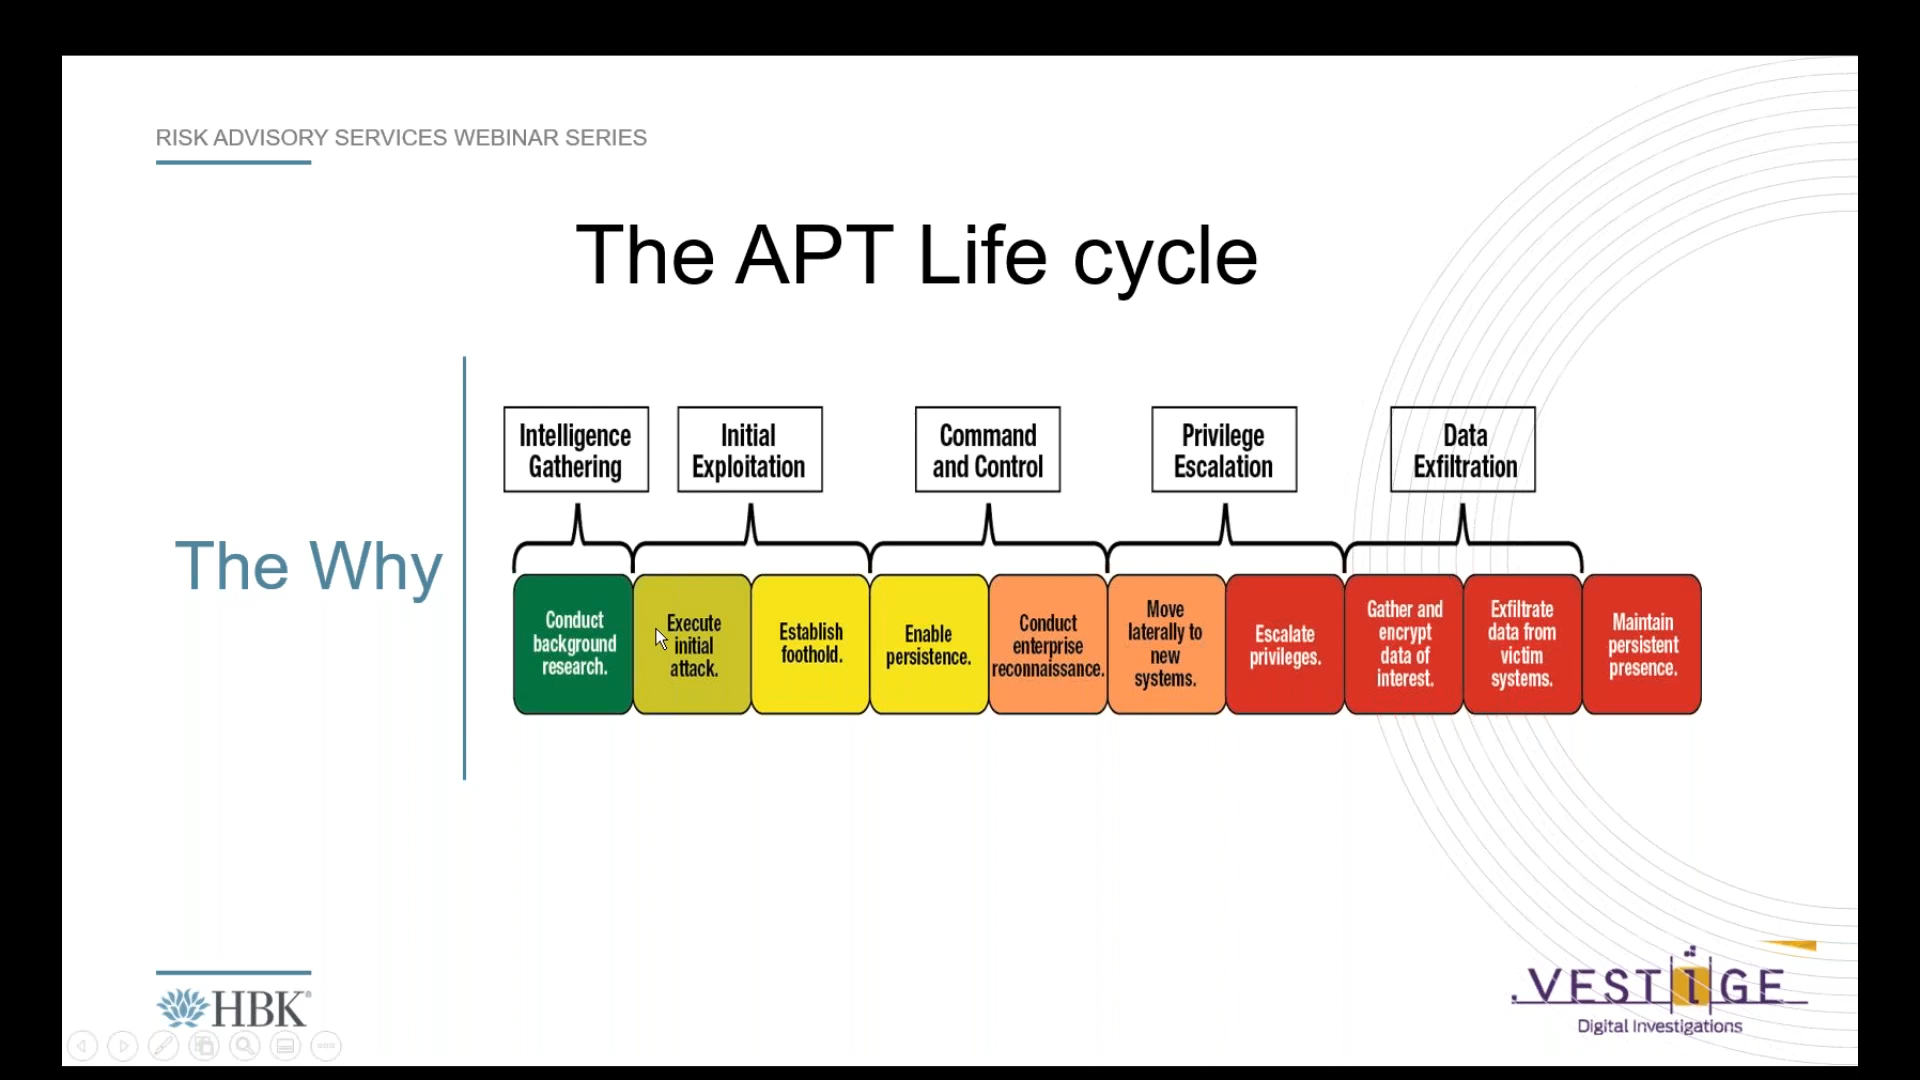 RISK ADVISORY SERVICES WEBINAR SERIES
The APT Life cycle
The Why
Intelligence
Gathering
Initial
Exploitation
Command
and Control
Privilege
Escalation
Data
Exfiltration
Conduct
background
research.
Execute
initial
attack.
Establish
foothold.
Enable
persistence.
Conduct
enterprise
reconnaissance.
Move
laterally to
new
systems.
Escalate
privileges.
Gather and
encrypt
data of
interest.
Exfiltrate
data from
victim
systems.
Maintain
persistent
presence.
HBK®
VESTIGE
Digital Investigations